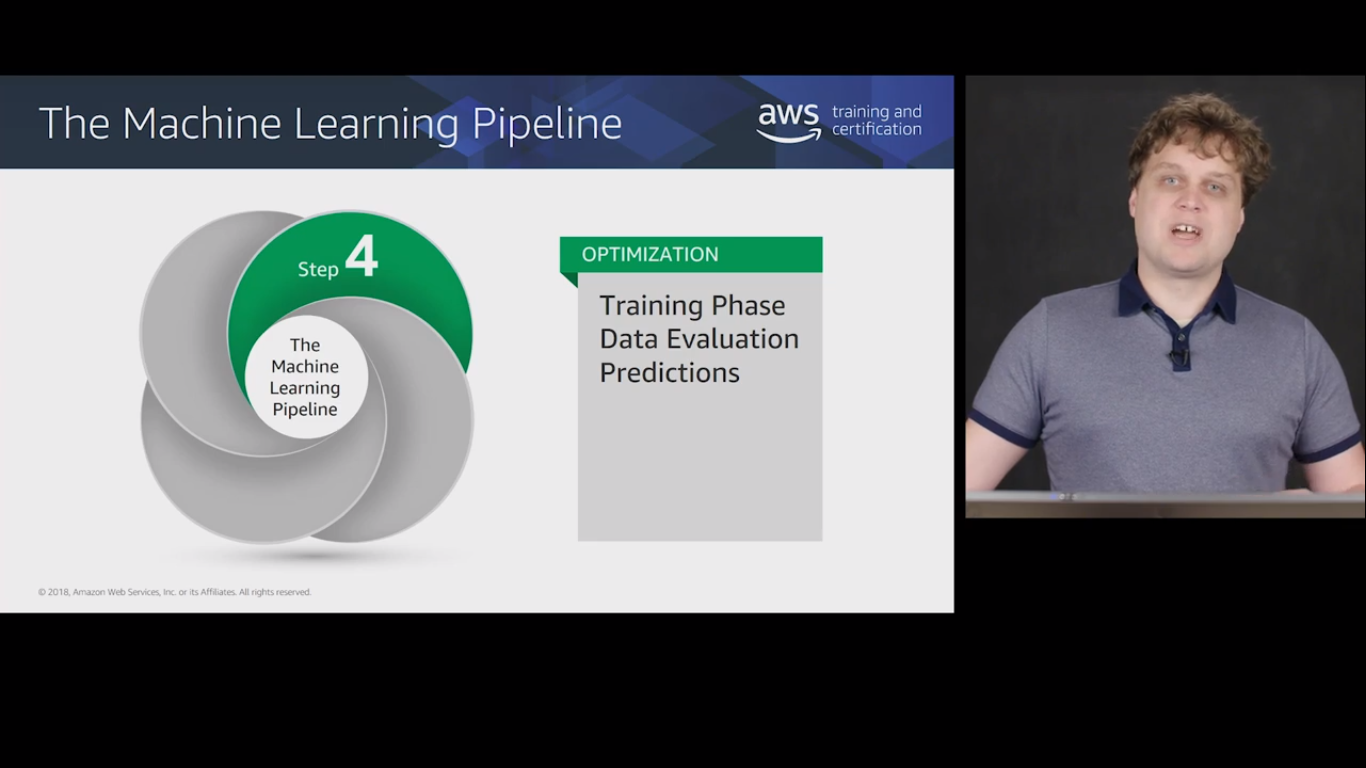 The Machine Learning Pipeline
aws training and
certification
Step 4
The
Machine
Learning
Pipeline
OPTIMIZATION
Training Phase
Data Evaluation
Predictions
© 2018, Amazon Web Services, Inc. or its Affiliates. All rights reserved.